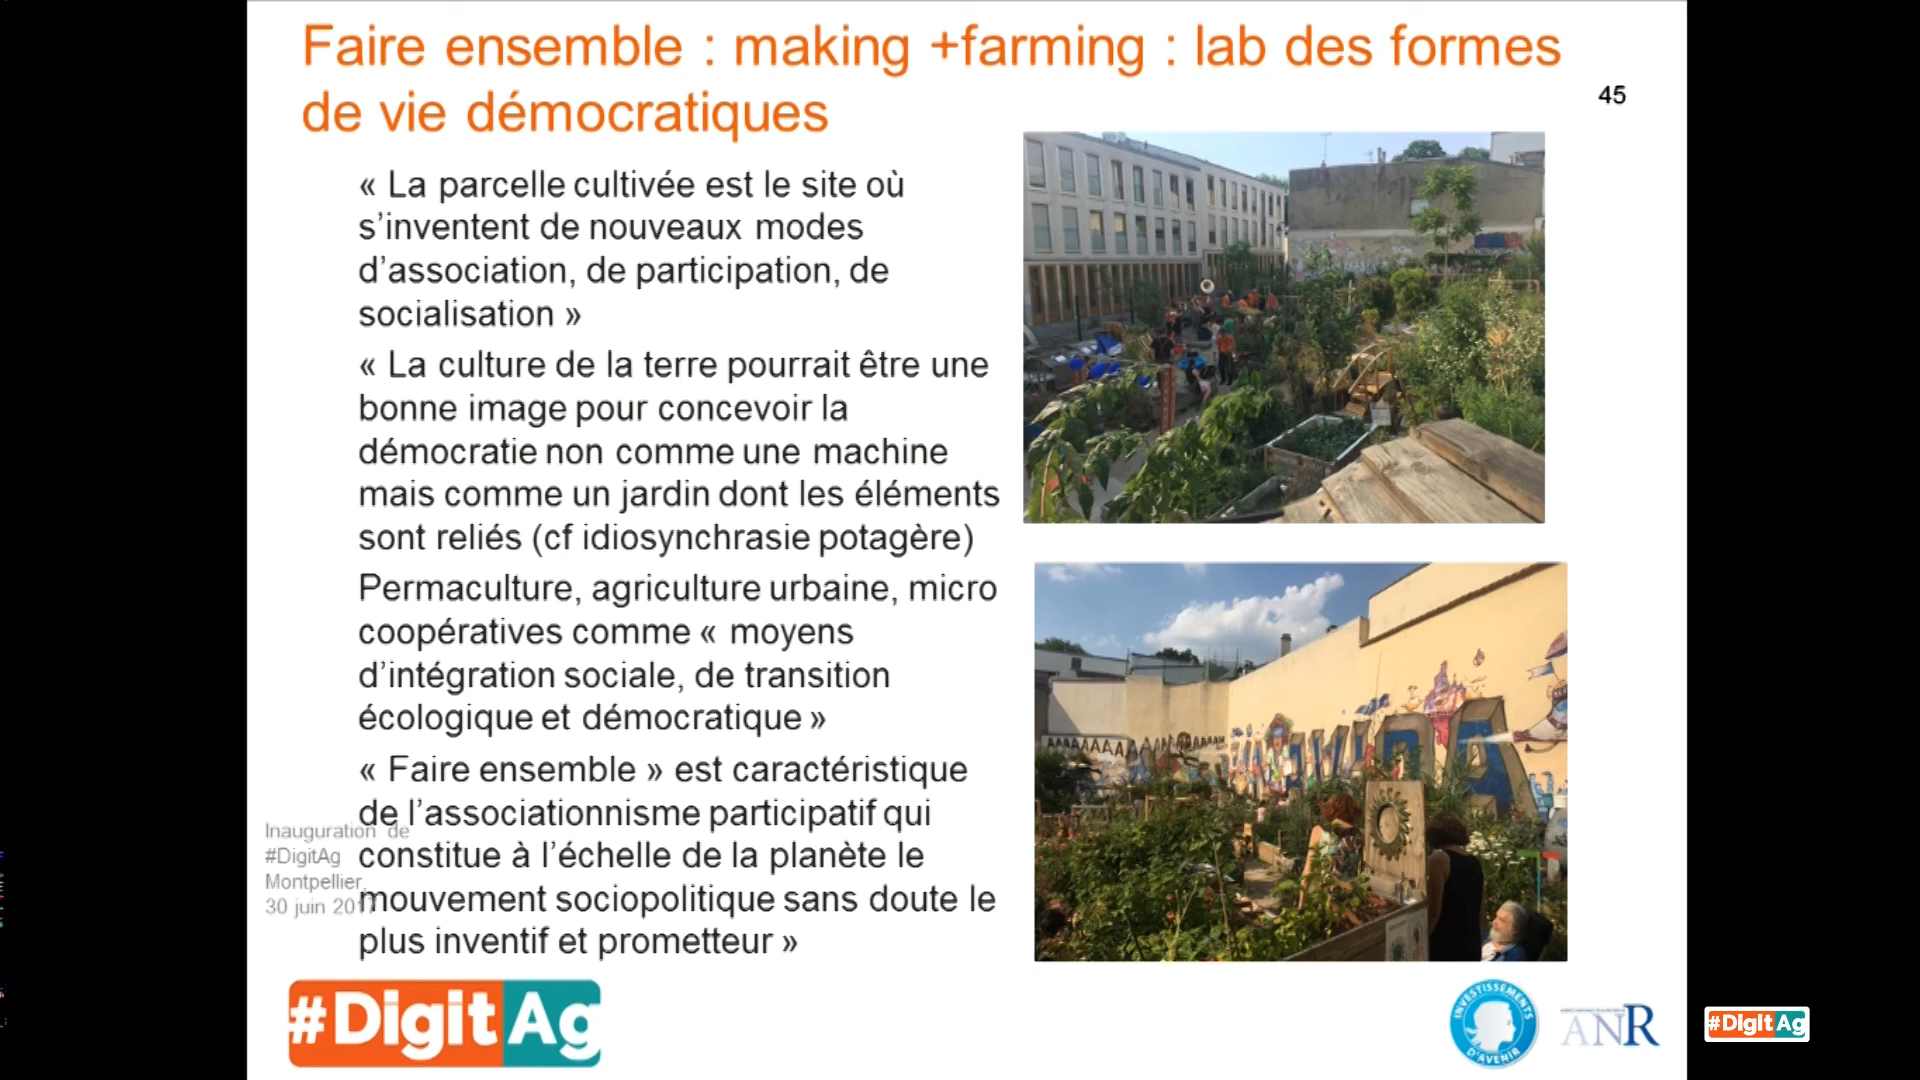 Faire ensemble : making +farming : lab des formes
de vie démocratiques
45
« La parcelle cultivée est le site où
s’inventent de nouveaux modes
d’association, de participation, de
socialisation »
« La culture de la terre pourrait être une
bonne image pour concevoir la
démocratie non comme une machine
mais comme un jardin dont les éléments
sont reliés (cf idiosynchrasie potagère)
Permaculture, agriculture urbaine, micro
coopératives comme « moyens
d’intégration sociale, de transition
écologique et démocratique »
« Faire ensemble » est caractéristique
de l’associationnisme participatif qui
constitue à l’échelle de la planète le
mouvement sociopolitique sans doute le
plus inventif et prometteur »
Inauguration de
#DigitAg
Montpellier,
30 juin 2017
#DigitAg
INVESTISSEMENTS
D'AVENIR
ANR
#DigitAg